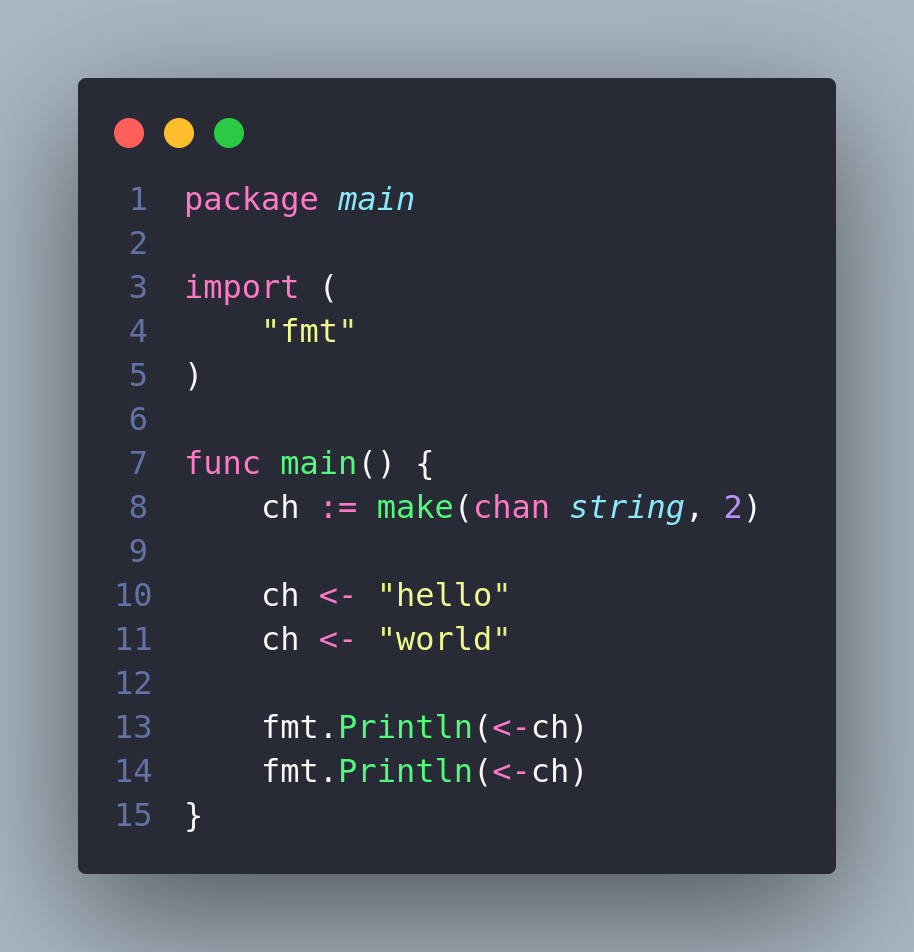 1 package main
2
3 import (
4     "fmt"
5 )
6
7 func main() {
8     ch := make(chan string, 2)
9
10     ch <- "hello"
11     ch <- "world"
12
13     fmt.Println(<-ch)
14     fmt.Println(<-ch)
15 }